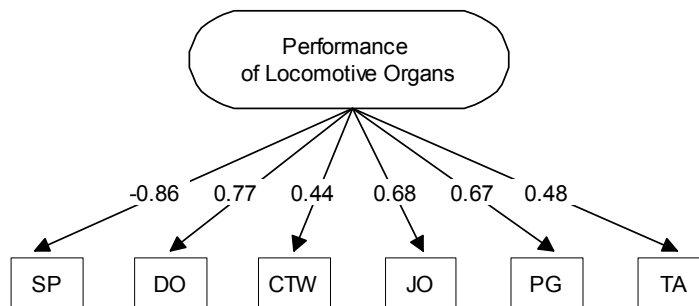 Performance
of Locomotive Organs
-0.86 0.77 0.44 0.68 0.67 0.48
SP DO CTW JO PG TA